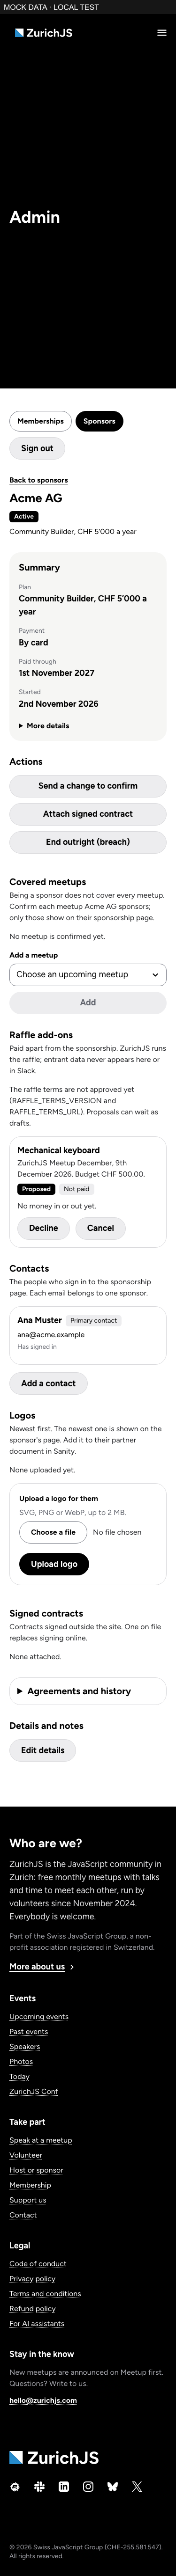 MOCK DATA · LOCAL TEST
ZurichJS
Admin
Memberships
Sponsors
Sign out
Back to sponsors
Acme AG
Active
Community Builder, CHF 5'000 a year
Summary
Plan
Community Builder, CHF 5'000 a
year
Payment
By card
Paid through
1st November 2027
Started
2nd November 2026
More details
Actions
Send a change to confirm
Attach signed contract
End outright (breach)
Covered meetups
Being a sponsor does not cover every meetup.
Confirm each meetup Acme AG sponsors;
only those show on their sponsorship page.
No meetup is confirmed yet.
Add a meetup
Choose an upcoming meetup
Add
Raffle add-ons
Paid apart from the sponsorship. ZurichJS runs
the raffle; entrant data never appears here or
in Slack.
The raffle terms are not approved yet
(RAFFLE_TERMS_VERSION and
RAFFLE_TERMS_URL). Proposals can wait as
drafts.
Mechanical keyboard
ZurichJS Meetup December, 9th
December 2026. Budget CHF 500.00.
Proposed
Not paid
No money in or out yet.
Decline
Cancel
Contacts
The people who sign in to the sponsorship
page. Each email belongs to one sponsor.
Ana Muster
Primary contact
ana@acme.example
Has signed in
Add a contact
Logos
Newest first. The newest one is shown on the
sponsor's page. Add it to their partner
document in Sanity.
None uploaded yet.
Upload a logo for them
SVG, PNG or WebP, up to 2 MB.
Choose a file
No file chosen
Upload logo
Signed contracts
Contracts signed outside the site. One on file
replaces signing online.
None attached.
Agreements and history
Details and notes
Edit details
Who are we?
ZurichJS is the JavaScript community in
Zurich: free monthly meetups with talks
and time to meet each other, run by
volunteers since November 2024.
Everybody is welcome.
Part of the Swiss JavaScript Group, a non-
profit association registered in Switzerland.
More about us
Events
Upcoming events
Past events
Speakers
Photos
Today
ZurichJS Conf
Take part
Speak at a meetup
Volunteer
Host or sponsor
Membership
Support us
Contact
Legal
Code of conduct
Privacy policy
Terms and conditions
Refund policy
For AI assistants
Stay in the know
New meetups are announced on Meetup first.
Questions? Write to us.
hello@zurichjs.com
ZurichJS
© 2026 Swiss JavaScript Group (CHE-255.581.547).
All rights reserved.